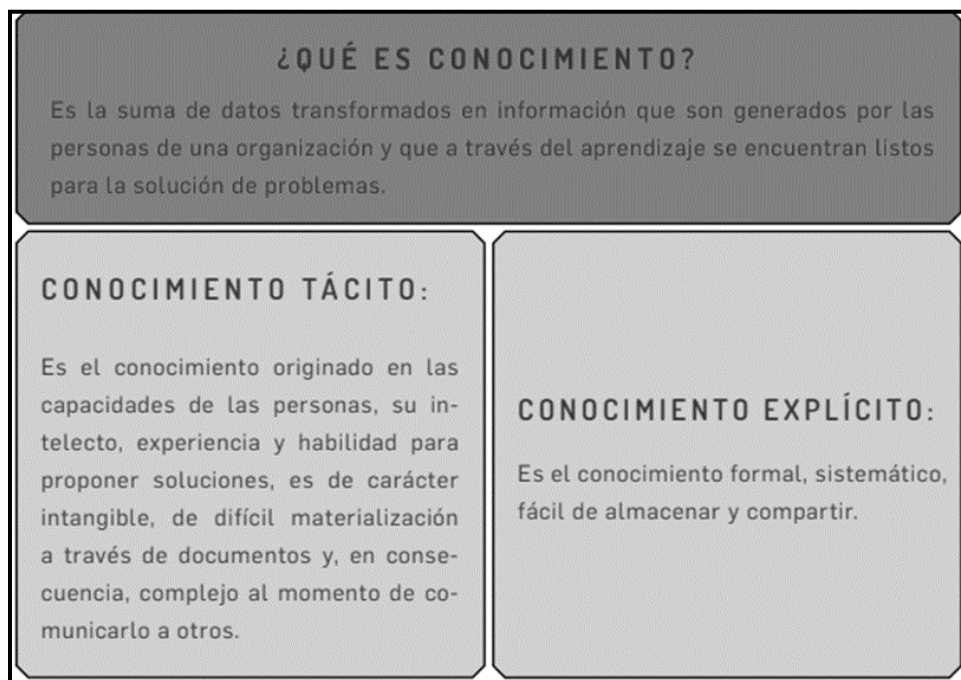 ¿QUÉ ES CONOCIMIENTO?
Es la suma de datos transformados en información que son generados por las
personas de una organización y que a través del aprendizaje se encuentran listos
para la solución de problemas.
CONOCIMIENTO TÁCITO:
Es el conocimiento originado en las
capacidades de las personas, su in-
telecto, experiencia y habilidad para
proponer soluciones, es de carácter
intangible, de difícil materialización
a través de documentos y, en conse-
cuencia, complejo al momento de co-
municarlo a otros.
CONOCIMIENTO EXPLÍCITO:
Es el conocimiento formal, sistemático,
fácil de almacenar y compartir.